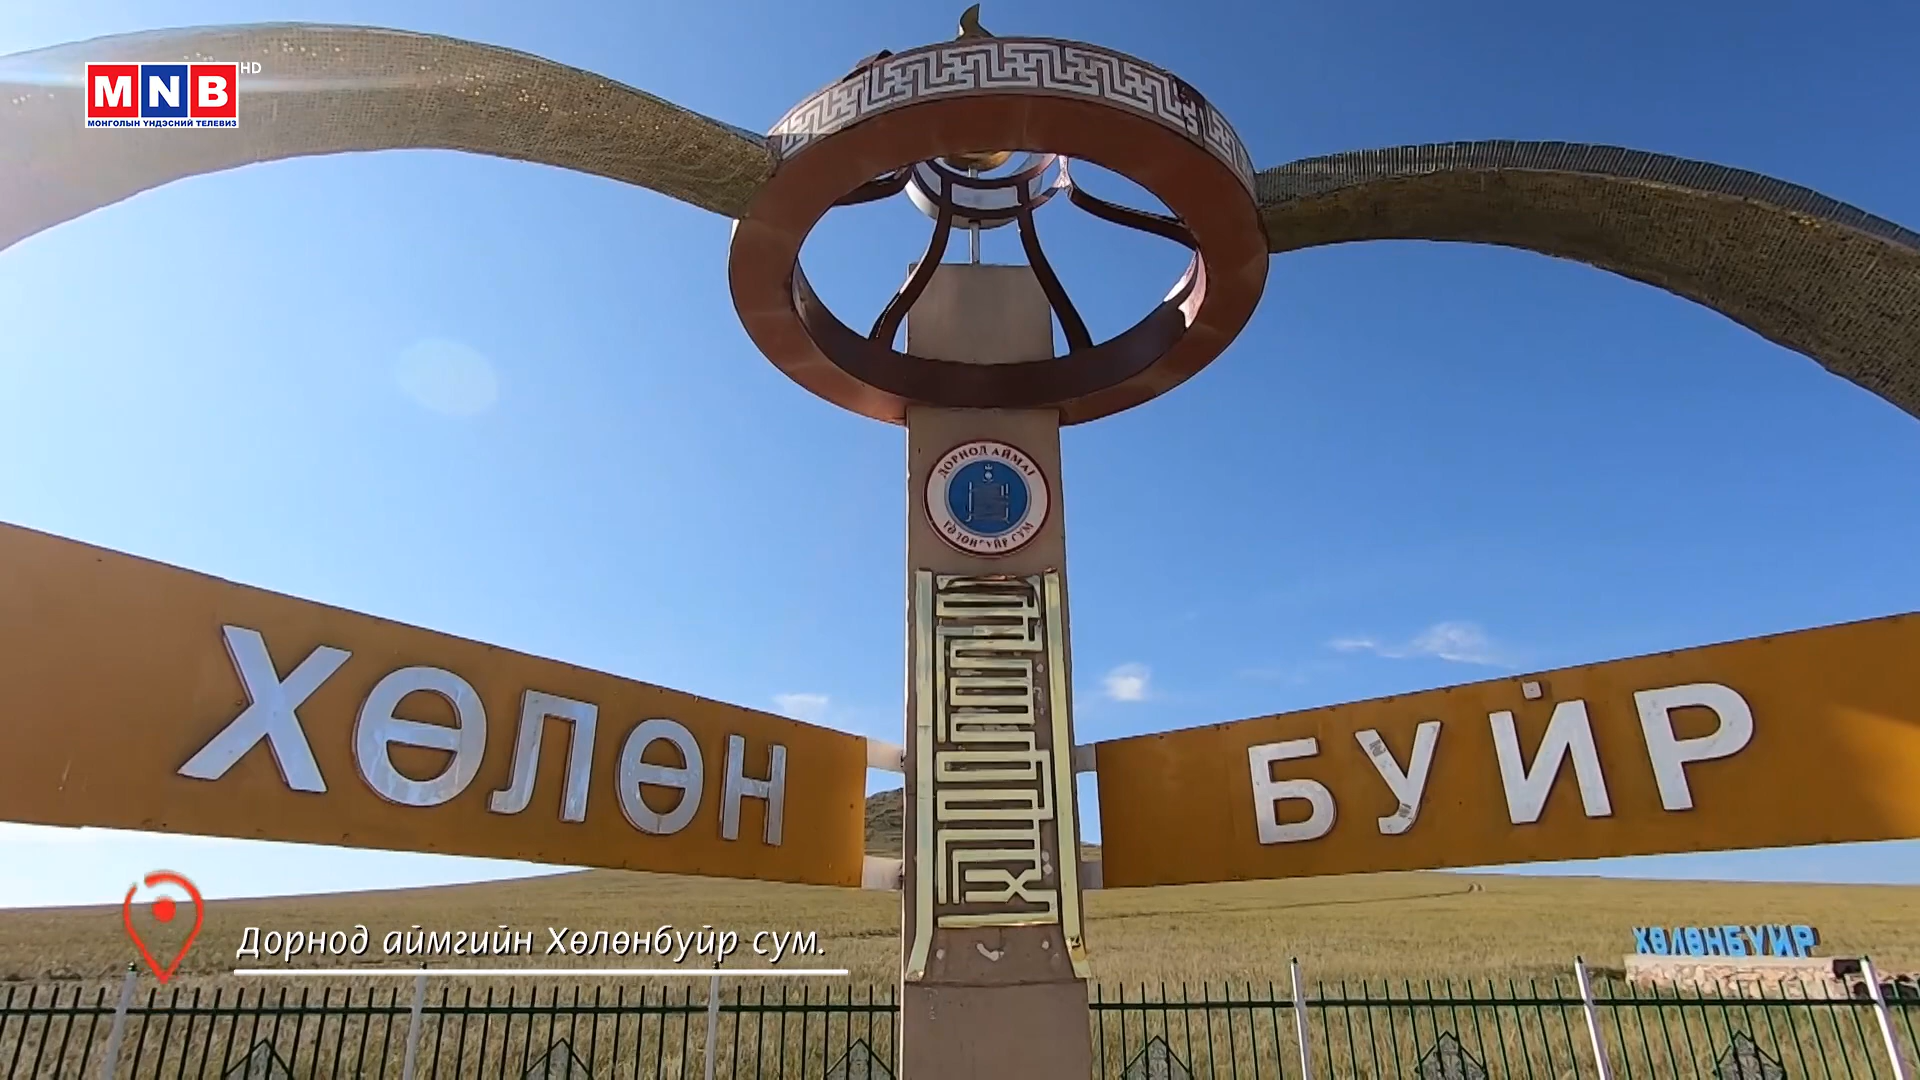 MNB HD
МОНГОЛЫН ҮНДЭСНИЙ ТЕЛЕВИЗ
ДОРНОД АЙМАГ
ХӨЛӨНБУЙР СУМ
ХӨЛӨН БУЙР
ХӨЛӨНБУЙР
Дорнод аймгийн Хөлөнбуйр сум.